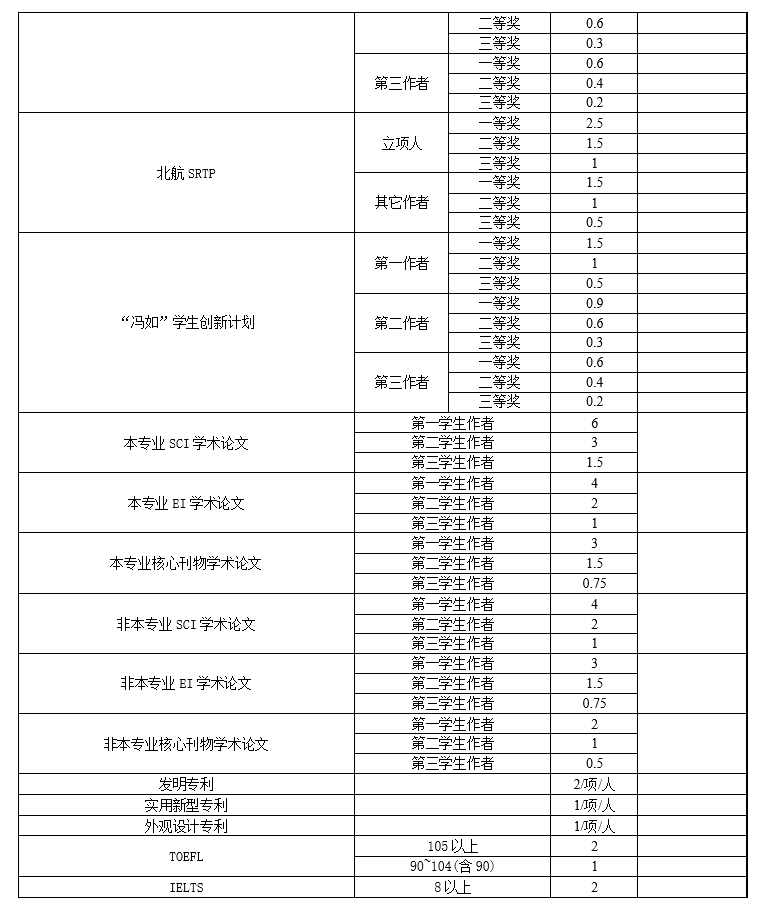 二等奖 0.6
三等奖 0.3
第三作者 一等奖 0.6
二等奖 0.4
三等奖 0.2
北航 SRTP 立项人 一等奖 2.5
二等奖 1.5
三等奖 1
其它作者 一等奖 1.5
二等奖 1
三等奖 0.5
“冯如”学生创新计划 第一作者 一等奖 1.5
二等奖 1
三等奖 0.5
第二作者 一等奖 0.9
二等奖 0.6
三等奖 0.3
第三作者 一等奖 0.6
二等奖 0.4
三等奖 0.2
本专业 SCI 学术论文 第一学生作者 6
第二学生作者 3
第三学生作者 1.5
本专业 EI 学术论文 第一学生作者 4
第二学生作者 2
第三学生作者 1
本专业核心刊物学术论文 第一学生作者 3
第二学生作者 1.5
第三学生作者 0.75
非本专业 SCI 学术论文 第一学生作者 4
第二学生作者 2
第三学生作者 1
非本专业 EI 学术论文 第一学生作者 3
第二学生作者 1.5
第三学生作者 0.75
非本专业核心刊物学术论文 第一学生作者 2
第二学生作者 1
第三学生作者 0.5
发明专利 2/项/人
实用新型专利 1/项/人
外观设计专利 1/项/人
TOEFL 105以上 2
90~104(含90) 1
IELTS 8以上 2